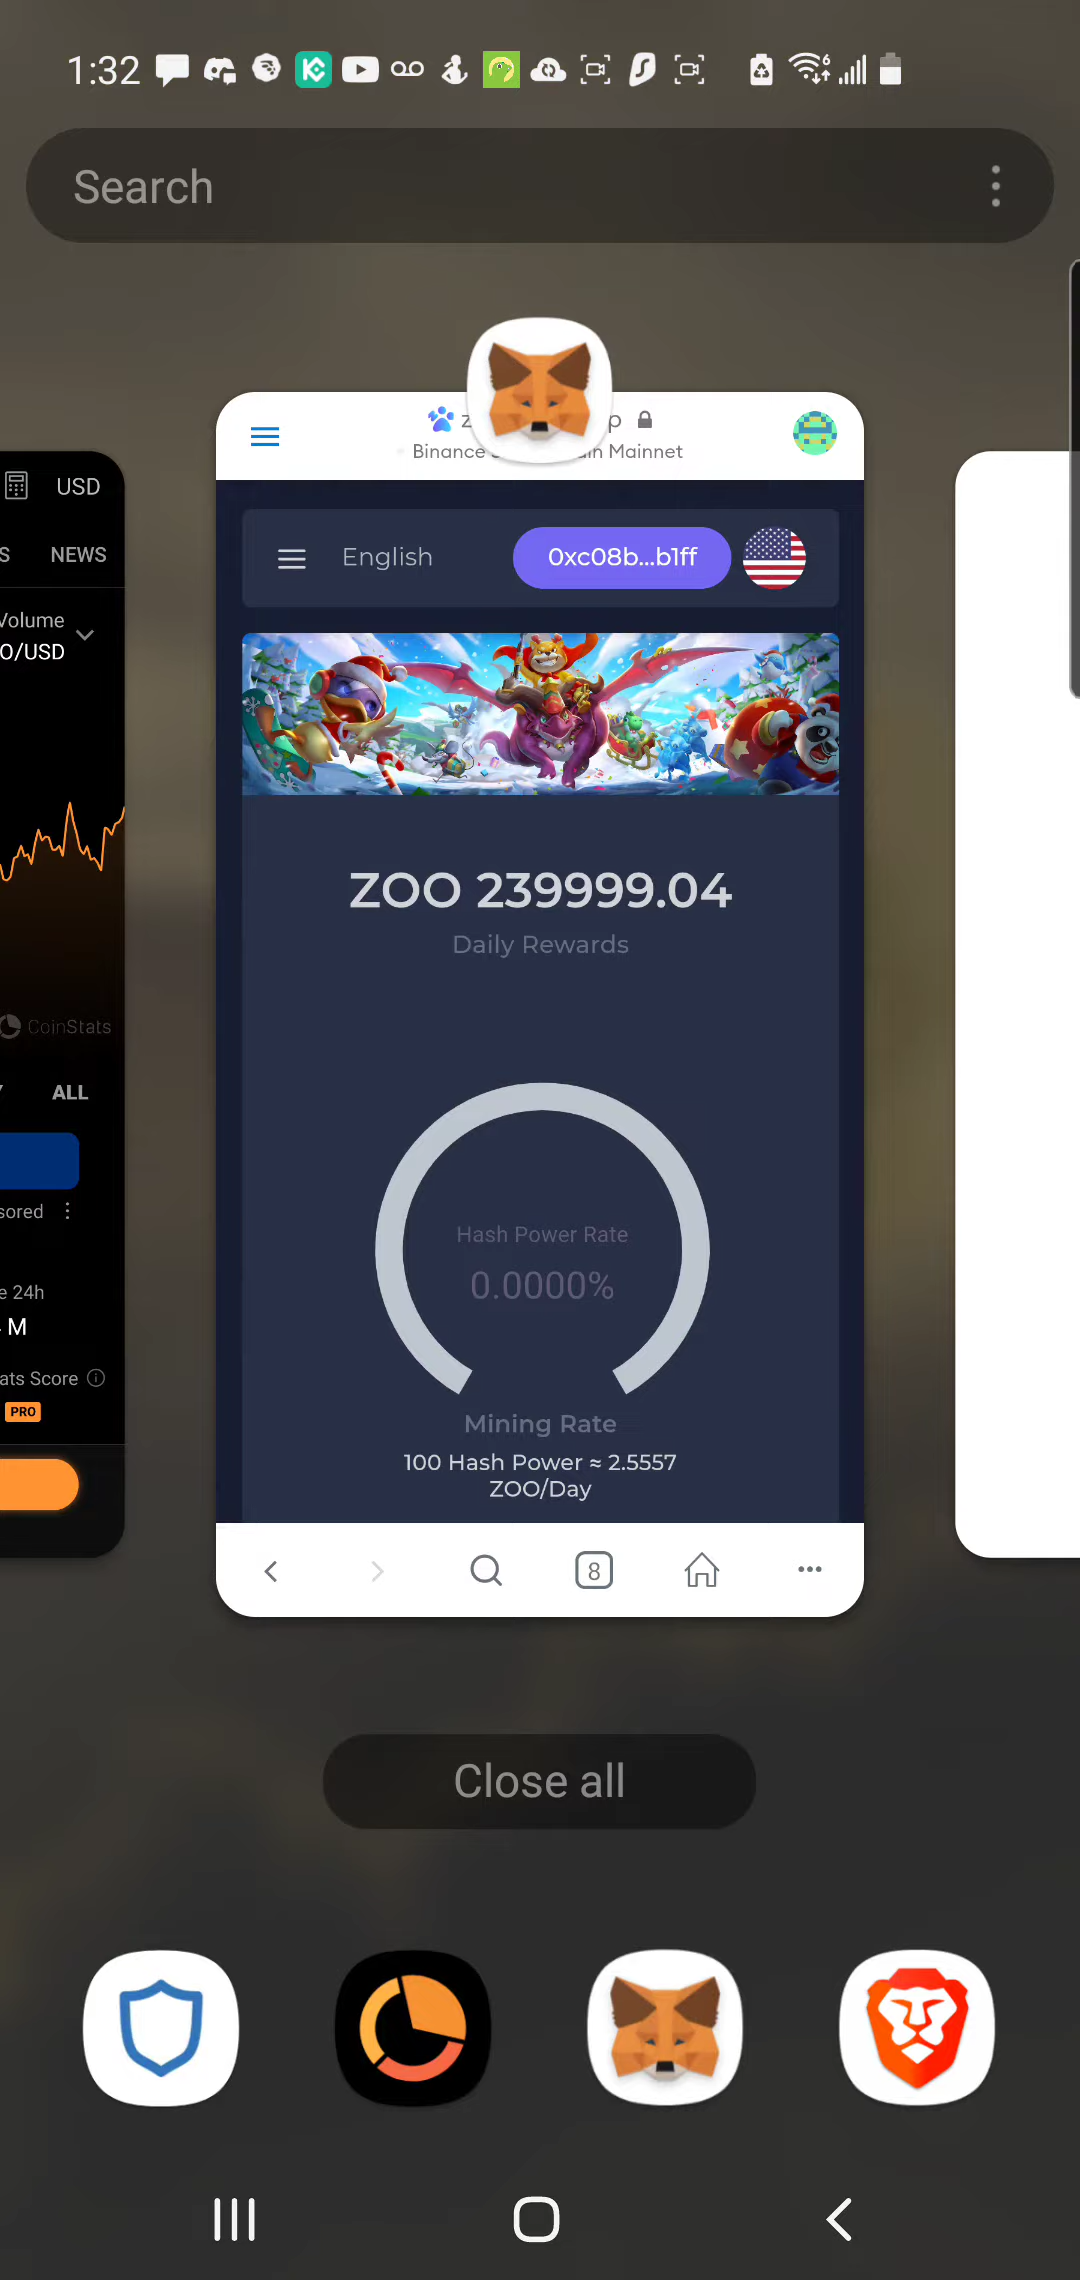 1:32
Search
Binance
in Mainnet
USD
NEWS
Volume
O/USD
English
0xc08b...b1ff
ZOO 239999.04
Daily Rewards
CoinStats
ALL
sored
Hash Power Rate
0.0000%
e 24h
M
ats Score
PRO
Mining Rate
100 Hash Power ≈ 2.5557
ZOO/Day
8
Close all